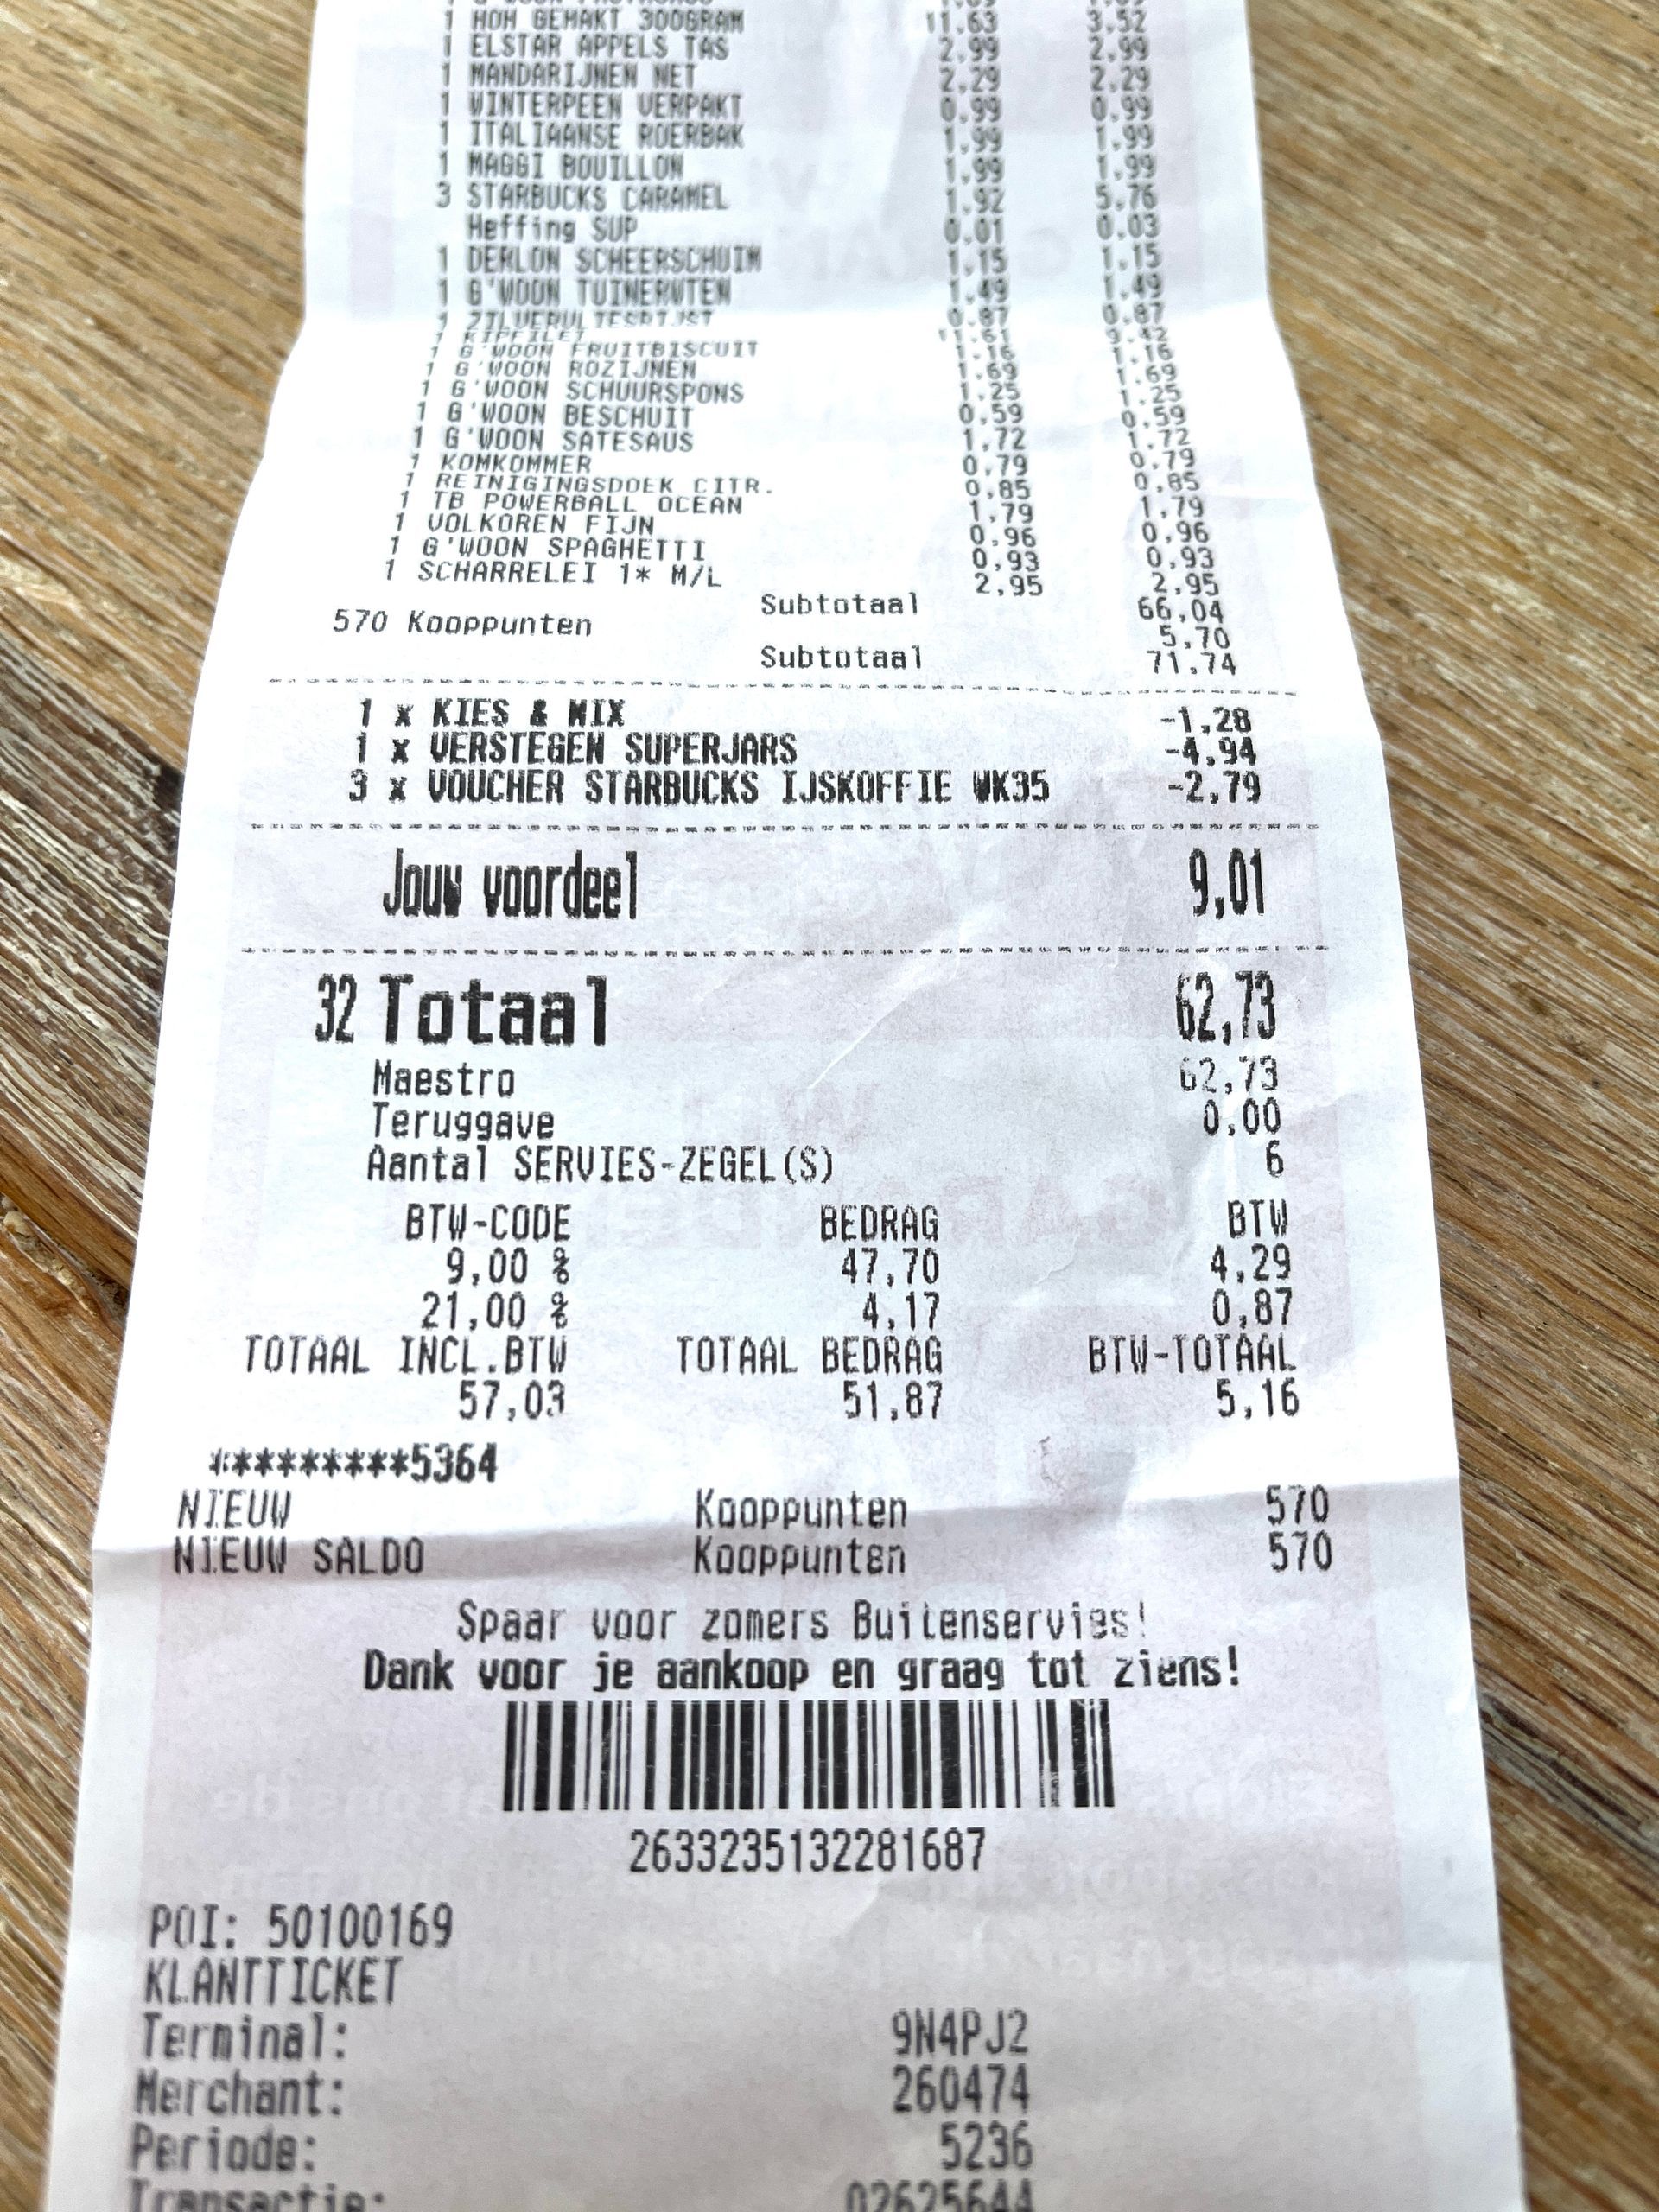 1 HOH GEHAKT 300GRAM 11,63 3,52
1 ELSTAR APPELS TAS 2,99 2,99
1 MANDARIJNEN NET 2,29 2,29
1 WINTERPEEN VERPAKT 0,99 0,99
1 ITALIAANSE ROERBAK 1,99 1,99
1 MAGGI BOUILLON 1,99 1,99
3 STARBUCKS CARAMEL 1,92 5,76
Heffing SUP 0,01 0,03
1 DERLON SCHEERSCHUIM 1,15 1,15
1 G'WOON TUINERWTEN 1,49 1,49
1 ZILVERVLIESRIJST 0,87 0,87
1 KIPFILET 11,61 9,42
1 G'WOON FRUITBISCUIT 1,16 1,16
1 G'WOON ROZIJNEN 1,69 1,69
1 G'WOON SCHUURSPONS 1,25 1,25
1 G'WOON BESCHUIT 0,59 0,59
1 G'WOON SATESAUS 1,72 1,72
1 KOMKOMMER 0,79 0,79
1 REINIGINGSDOEK CITR. 0,85 0,85
1 TB POWERBALL OCEAN 1,79 1,79
1 VOLKOREN FIJN 0,96 0,96
1 G'WOON SPAGHETTI 0,93 0,93
1 SCHARRELEI 1* M/L 2,95 2,95
Subtotaal 66,04
570 Kooppunten 5,70
Subtotaal 71,74
1 x KIES & MIX -1,28
1 x VERSTEGEN SUPERJARS -4,94
3 x VOUCHER STARBUCKS IJSKOFFIE WK35 -2,79
Jouw voordeel 9,01
32 Totaal 62,73
Maestro 62,73
Teruggave 0,00
Aantal SERVIES-ZEGEL(S) 6
BTW-CODE BEDRAG BTW
9,00 % 47,70 4,29
21,00 % 4,17 0,87
TOTAAL INCL.BTW TOTAAL BEDRAG BTW-TOTAAL
57,03 51,87 5,16
*********5364
NIEUW Kooppunten 570
NIEUW SALDO Kooppunten 570
Spaar voor zomers Buitenservies!
Dank voor je aankoop en graag tot ziens!
2633235132281687
POI: 50100169
KLANTTICKET
Terminal: 9N4PJ2
Merchant: 260474
Periode: 5236
Transactie: 02625644